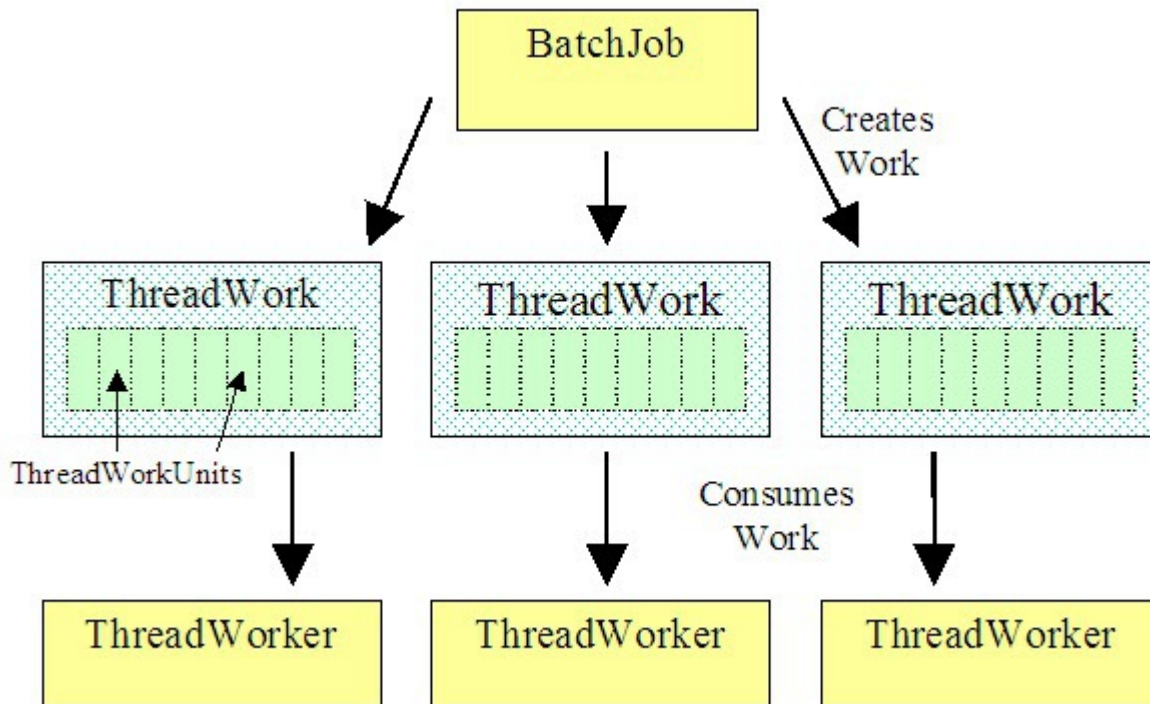 BatchJob
Creates
Work
ThreadWork
ThreadWork
ThreadWork
ThreadWorkUnits
Consumes
Work
ThreadWorker
ThreadWorker
ThreadWorker